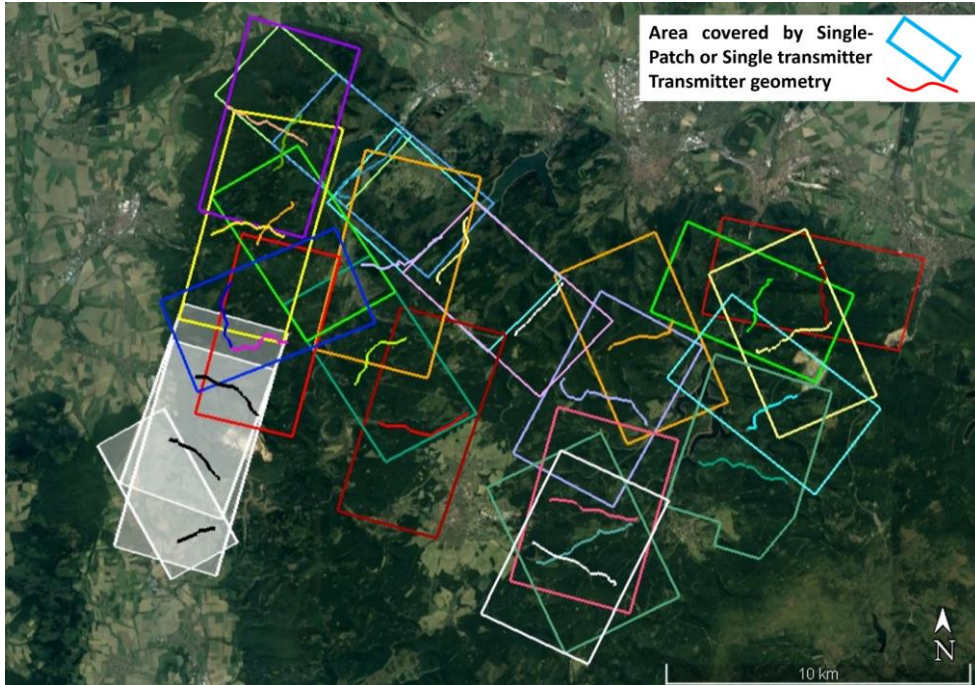 Area covered by Single-
Patch or Single transmitter
Transmitter geometry
N
10 km